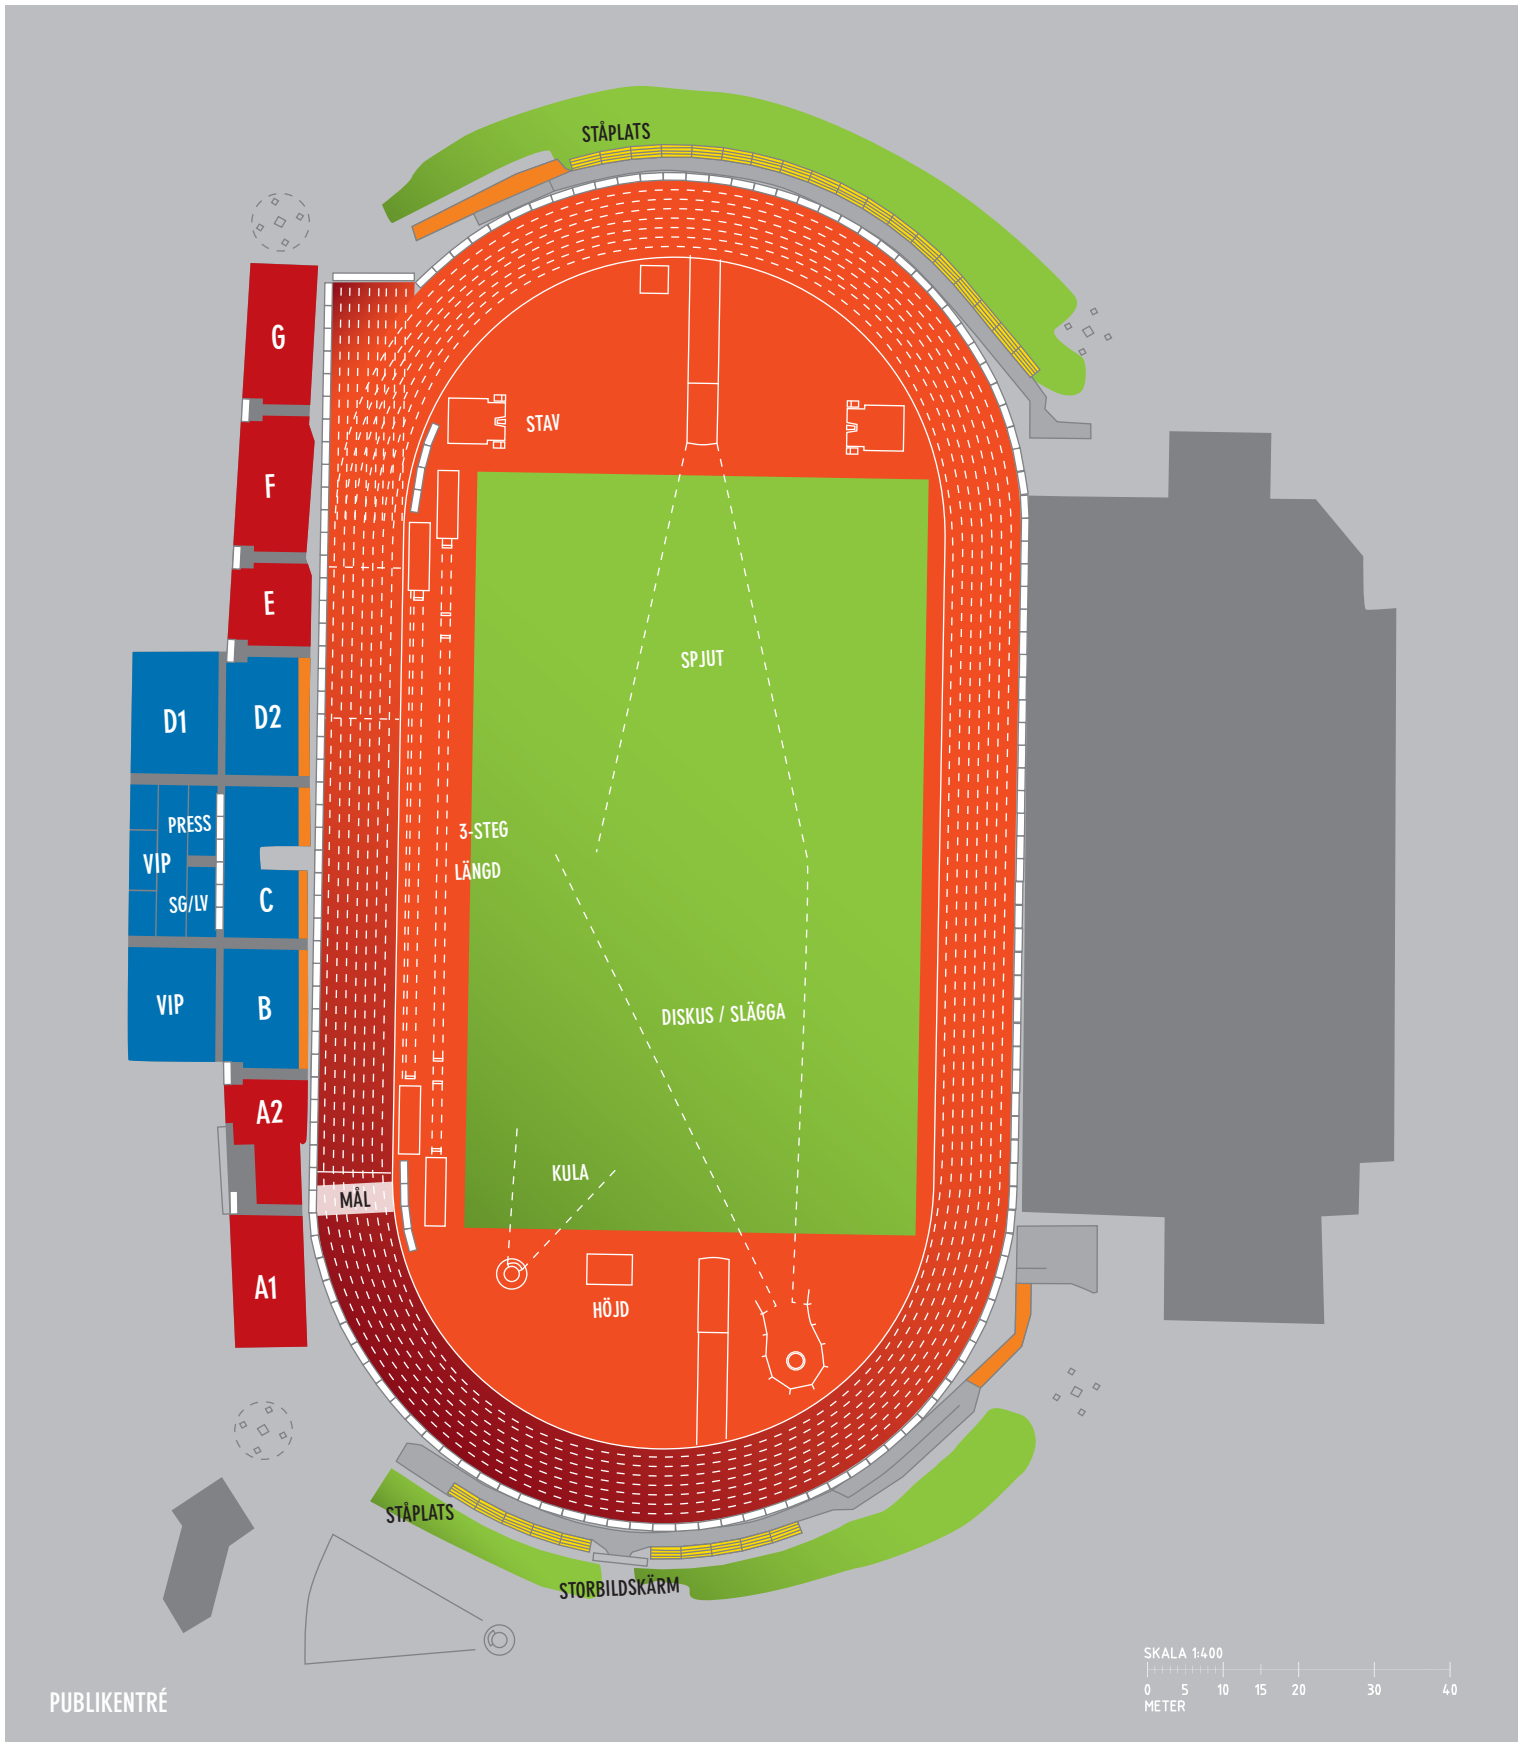 STÅPLATS
G
STAV
F
E
SPJUT
D1
D2
PRESS
3-STEG
VIP
LÄNGD
SG/LV
C
VIP
B
DISKUS / SLÄGGA
A2
KULA
MÅL
A1
HÖJD
STÅPLATS
STORBILDSKÄRM
SKALA 1:400
0 5 10 15 20 30 40
METER
PUBLIKENTRÉ